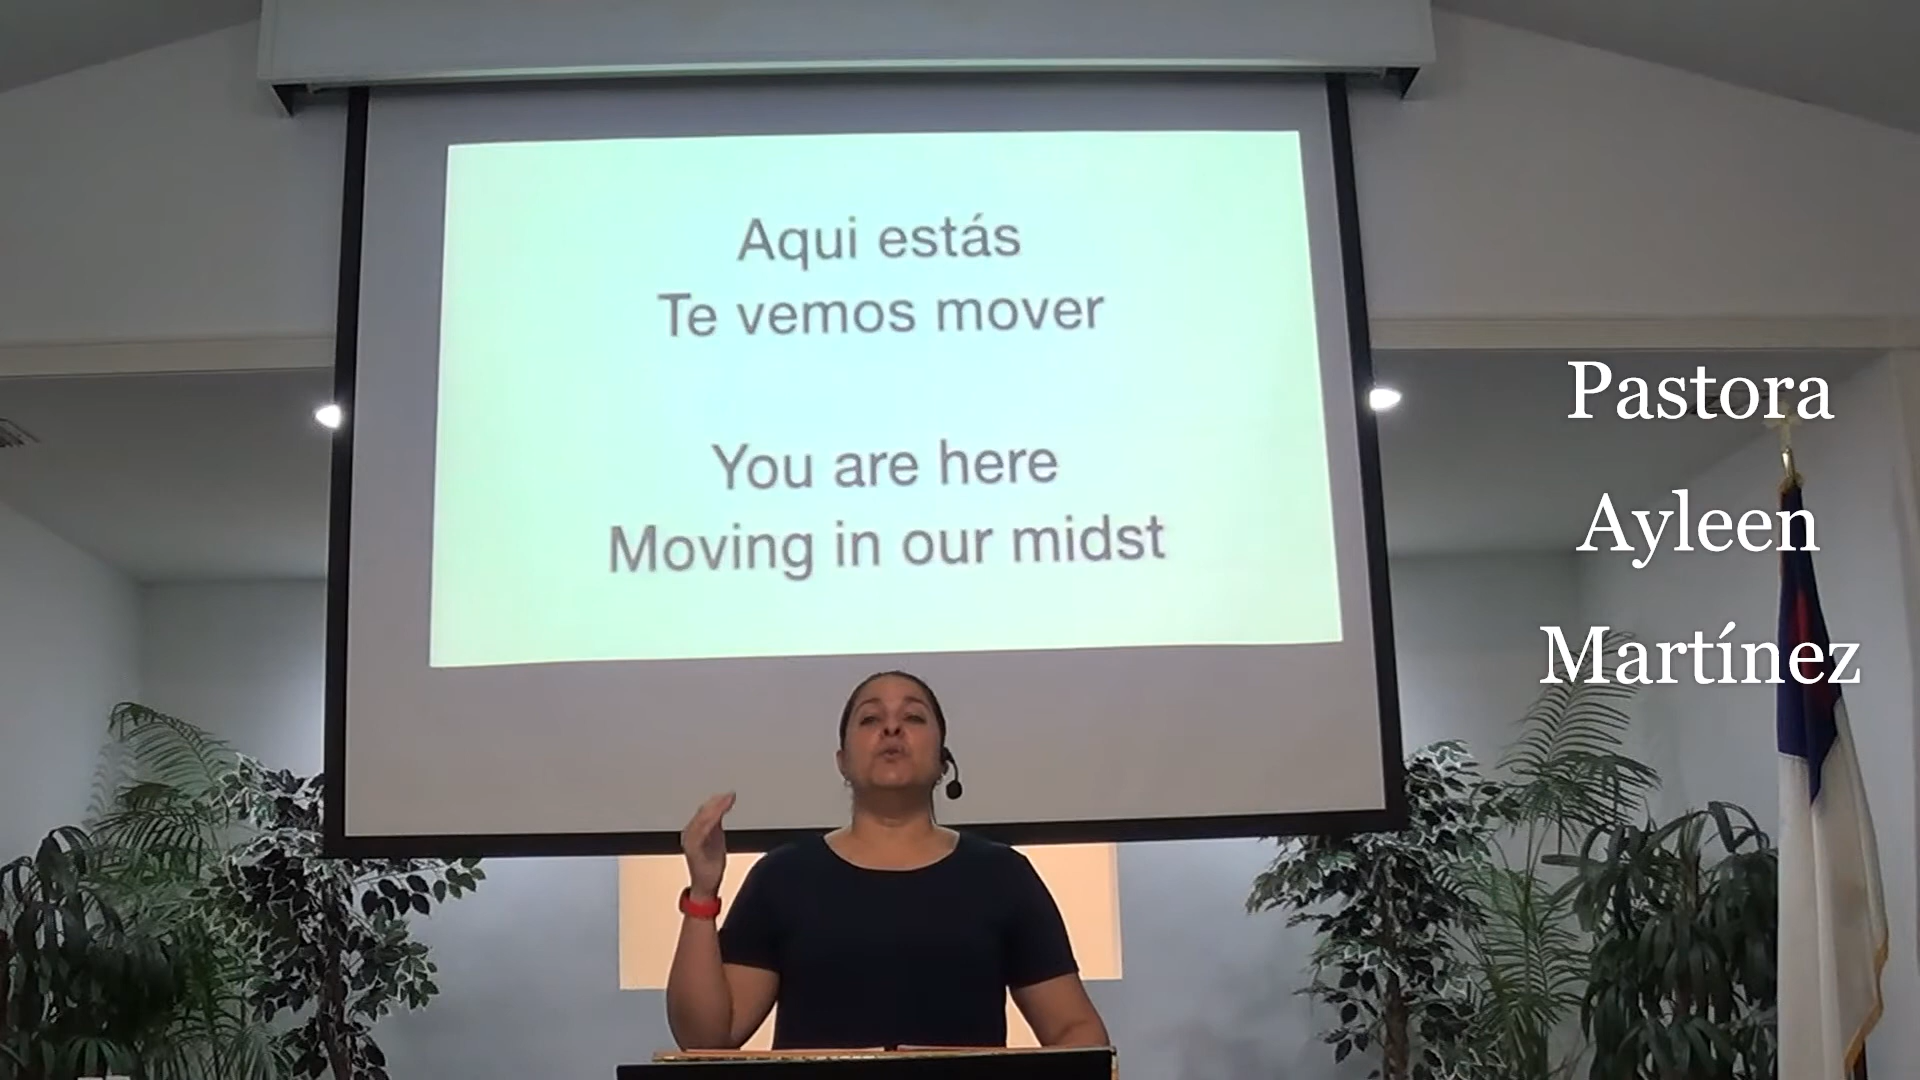 Aqui estás
Te vemos mover
You are here
Moving in our midst
Pastora
Ayleen
Martínez